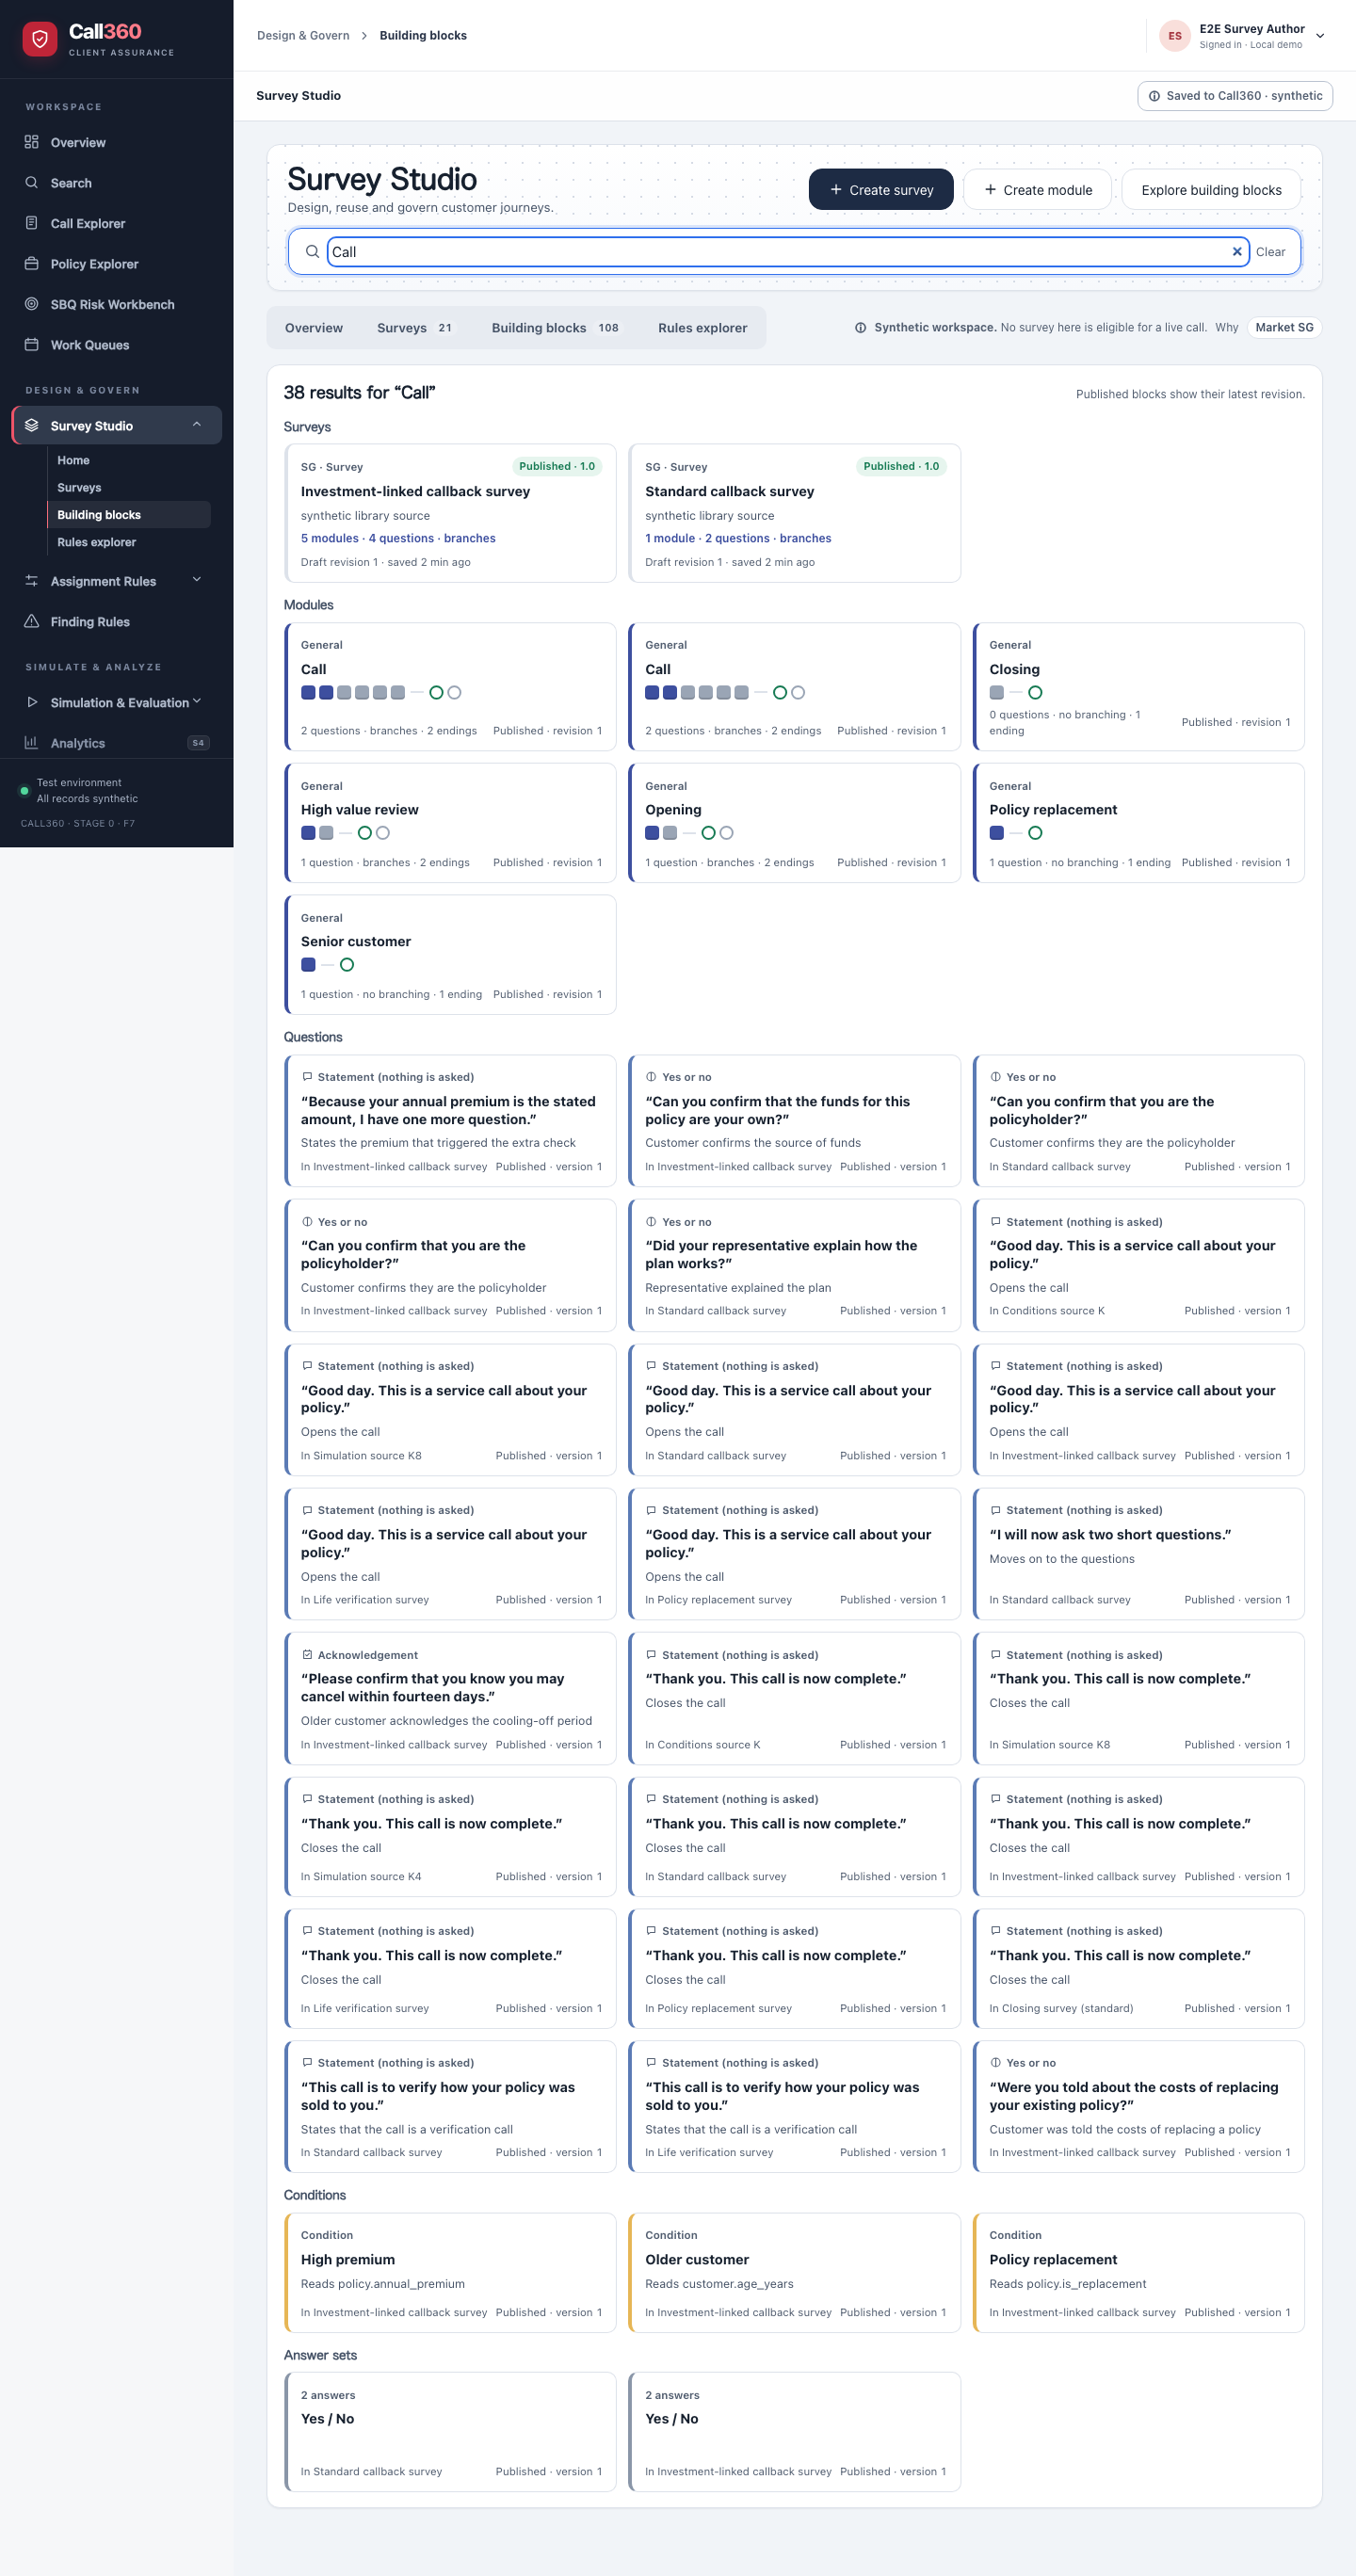 Call360
CLIENT ASSURANCE
WORKSPACE
Overview
Search
Call Explorer
Policy Explorer
SBQ Risk Workbench
Work Queues
DESIGN & GOVERN
Survey Studio
Home
Surveys
Building blocks
Rules explorer
Assignment Rules
Finding Rules
SIMULATE & ANALYZE
Simulation & Evaluation
Analytics S4
Test environment
All records synthetic
CALL360 · STAGE 0 · F7
Design & Govern > Building blocks
ES
E2E Survey Author
Signed in · Local demo
Survey Studio
Saved to Call360 · synthetic
Survey Studio
Design, reuse and govern customer journeys.
+ Create survey
+ Create module
Explore building blocks
Call
Clear
Overview Surveys 21 Building blocks 108 Rules explorer
Synthetic workspace. No survey here is eligible for a live call. Why Market SG
38 results for “Call”
Published blocks show their latest revision.
Surveys
SG · Survey Published · 1.0
Investment-linked callback survey
synthetic library source
5 modules · 4 questions · branches
Draft revision 1 · saved 2 min ago
SG · Survey Published · 1.0
Standard callback survey
synthetic library source
1 module · 2 questions · branches
Draft revision 1 · saved 2 min ago
Modules
General
Call
2 questions · branches · 2 endings Published · revision 1
General
Call
2 questions · branches · 2 endings Published · revision 1
General
Closing
0 questions · no branching · 1
ending
Published · revision 1
General
High value review
1 question · branches · 2 endings Published · revision 1
General
Opening
1 question · branches · 2 endings Published · revision 1
General
Policy replacement
1 question · no branching · 1 ending Published · revision 1
General
Senior customer
1 question · no branching · 1 ending Published · revision 1
Questions
Statement (nothing is asked)
“Because your annual premium is the stated
amount, I have one more question.”
States the premium that triggered the extra check
In Investment-linked callback survey Published · version 1
Yes or no
“Can you confirm that the funds for this
policy are your own?”
Customer confirms the source of funds
In Investment-linked callback survey Published · version 1
Yes or no
“Can you confirm that you are the
policyholder?”
Customer confirms they are the policyholder
In Standard callback survey Published · version 1
Yes or no
“Can you confirm that you are the
policyholder?”
Customer confirms they are the policyholder
In Investment-linked callback survey Published · version 1
Yes or no
“Did your representative explain how the
plan works?”
Representative explained the plan
In Standard callback survey Published · version 1
Statement (nothing is asked)
“Good day. This is a service call about your
policy.”
Opens the call
In Conditions source K Published · version 1
Statement (nothing is asked)
“Good day. This is a service call about your
policy.”
Opens the call
In Simulation source K8 Published · version 1
Statement (nothing is asked)
“Good day. This is a service call about your
policy.”
Opens the call
In Standard callback survey Published · version 1
Statement (nothing is asked)
“Good day. This is a service call about your
policy.”
Opens the call
In Investment-linked callback survey Published · version 1
Statement (nothing is asked)
“Good day. This is a service call about your
policy.”
Opens the call
In Life verification survey Published · version 1
Statement (nothing is asked)
“Good day. This is a service call about your
policy.”
Opens the call
In Policy replacement survey Published · version 1
Statement (nothing is asked)
“I will now ask two short questions.”
Moves on to the questions
In Standard callback survey Published · version 1
Acknowledgement
“Please confirm that you know you may
cancel within fourteen days.”
Older customer acknowledges the cooling-off period
In Investment-linked callback survey Published · version 1
Statement (nothing is asked)
“Thank you. This call is now complete.”
Closes the call
In Conditions source K Published · version 1
Statement (nothing is asked)
“Thank you. This call is now complete.”
Closes the call
In Simulation source K8 Published · version 1
Statement (nothing is asked)
“Thank you. This call is now complete.”
Closes the call
In Simulation source K4 Published · version 1
Statement (nothing is asked)
“Thank you. This call is now complete.”
Closes the call
In Standard callback survey Published · version 1
Statement (nothing is asked)
“Thank you. This call is now complete.”
Closes the call
In Investment-linked callback survey Published · version 1
Statement (nothing is asked)
“Thank you. This call is now complete.”
Closes the call
In Life verification survey Published · version 1
Statement (nothing is asked)
“Thank you. This call is now complete.”
Closes the call
In Policy replacement survey Published · version 1
Statement (nothing is asked)
“Thank you. This call is now complete.”
Closes the call
In Closing survey (standard) Published · version 1
Statement (nothing is asked)
“This call is to verify how your policy was
sold to you.”
States that the call is a verification call
In Standard callback survey Published · version 1
Statement (nothing is asked)
“This call is to verify how your policy was
sold to you.”
States that the call is a verification call
In Life verification survey Published · version 1
Yes or no
“Were you told about the costs of replacing
your existing policy?”
Customer was told the costs of replacing a policy
In Investment-linked callback survey Published · version 1
Conditions
Condition
High premium
Reads policy.annual_premium
In Investment-linked callback survey Published · version 1
Condition
Older customer
Reads customer.age_years
In Investment-linked callback survey Published · version 1
Condition
Policy replacement
Reads policy.is_replacement
In Investment-linked callback survey Published · version 1
Answer sets
2 answers
Yes / No
In Standard callback survey Published · version 1
2 answers
Yes / No
In Investment-linked callback survey Published · version 1